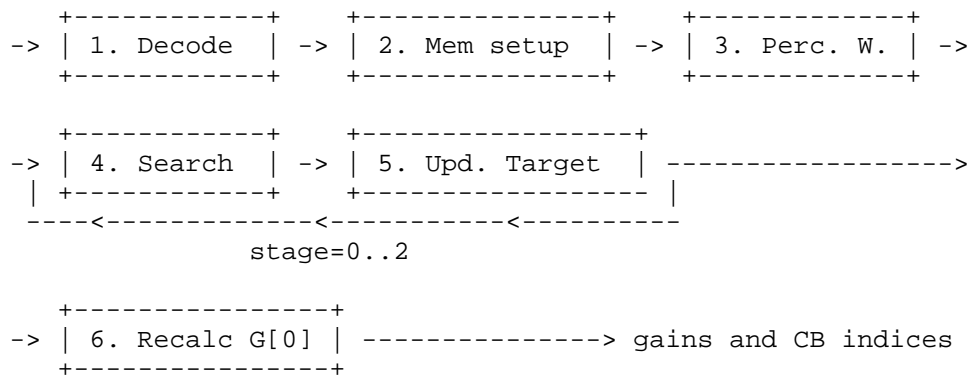 +------------+    +---------------+    +-------------+
-> | 1. Decode  | -> | 2. Mem setup  | -> | 3. Perc. W. | ->
   +------------+    +---------------+    +-------------+
   +------------+    +-----------------+
-> | 4. Search  | -> | 5. Upd. Target  | ------------------>
 | +------------+    +------------------ |
 ----<-------------<-----------<----------
              stage=0..2
   +----------------+
-> | 6. Recalc G[0] | ---------------> gains and CB indices
   +----------------+